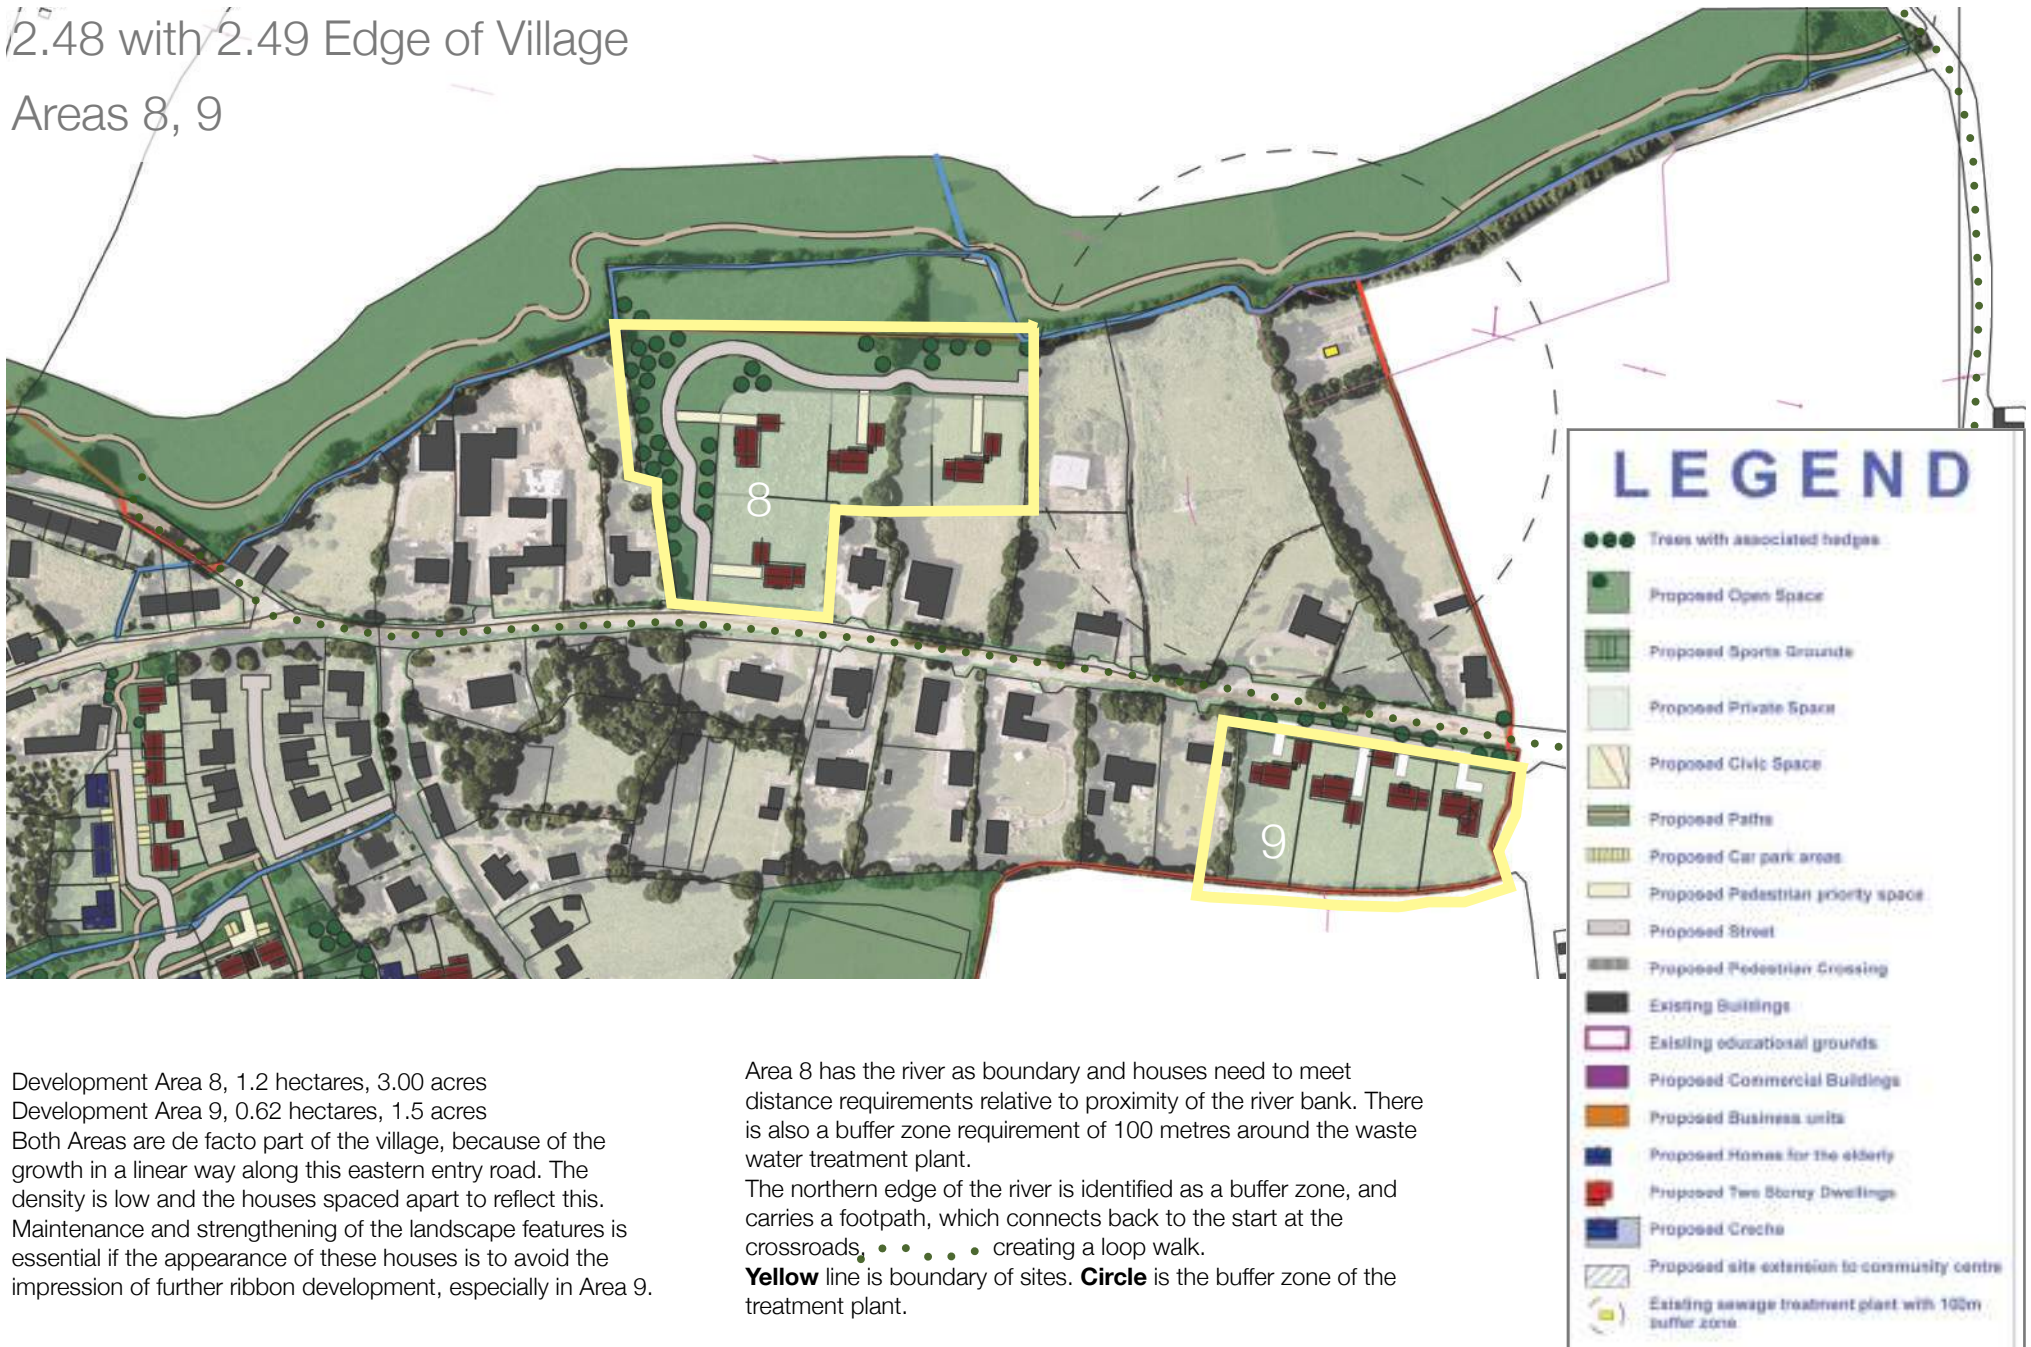 2.48 with 2.49 Edge of Village
Areas 8, 9
8
9
LEGEND
Trees with associated hedges
Proposed Open Space
Proposed Sports Grounds
Proposed Private Space
Proposed Civic Space
Proposed Paths
Proposed Car park areas
Proposed Pedestrian priority space
Proposed Street
Proposed Pedestrian Crossing
Existing Buildings
Existing educational grounds
Proposed Commercial Buildings
Proposed Business units
Proposed Homes for the elderly
Proposed Two Storey Dwellings
Proposed Creche
Proposed site extension to community centre
Existing sewage treatment plant with 100m
buffer zone
Development Area 8, 1.2 hectares, 3.00 acres
Development Area 9, 0.62 hectares, 1.5 acres
Both Areas are de facto part of the village, because of the
growth in a linear way along this eastern entry road. The
density is low and the houses spaced apart to reflect this.
Maintenance and strengthening of the landscape features is
essential if the appearance of these houses is to avoid the
impression of further ribbon development, especially in Area 9.
Area 8 has the river as boundary and houses need to meet
distance requirements relative to proximity of the river bank. There
is also a buffer zone requirement of 100 metres around the waste
water treatment plant.
The northern edge of the river is identified as a buffer zone, and
carries a footpath, which connects back to the start at the
crossroads, creating a loop walk.
Yellow line is boundary of sites. Circle is the buffer zone of the
treatment plant.